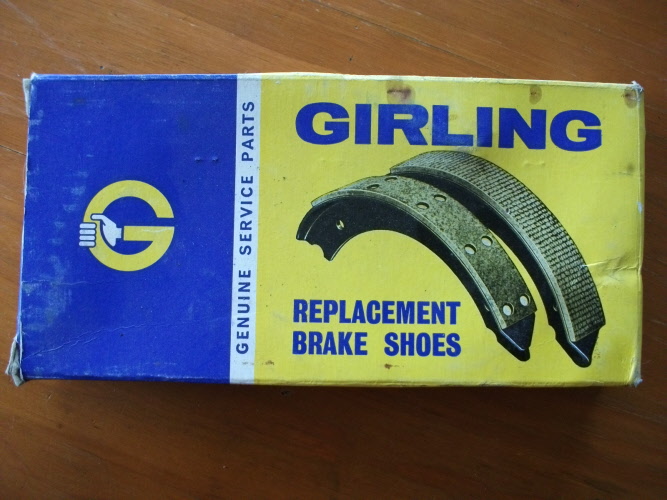 G
GENUINE SERVICE PARTS
GIRLING
REPLACEMENT
BRAKE SHOES